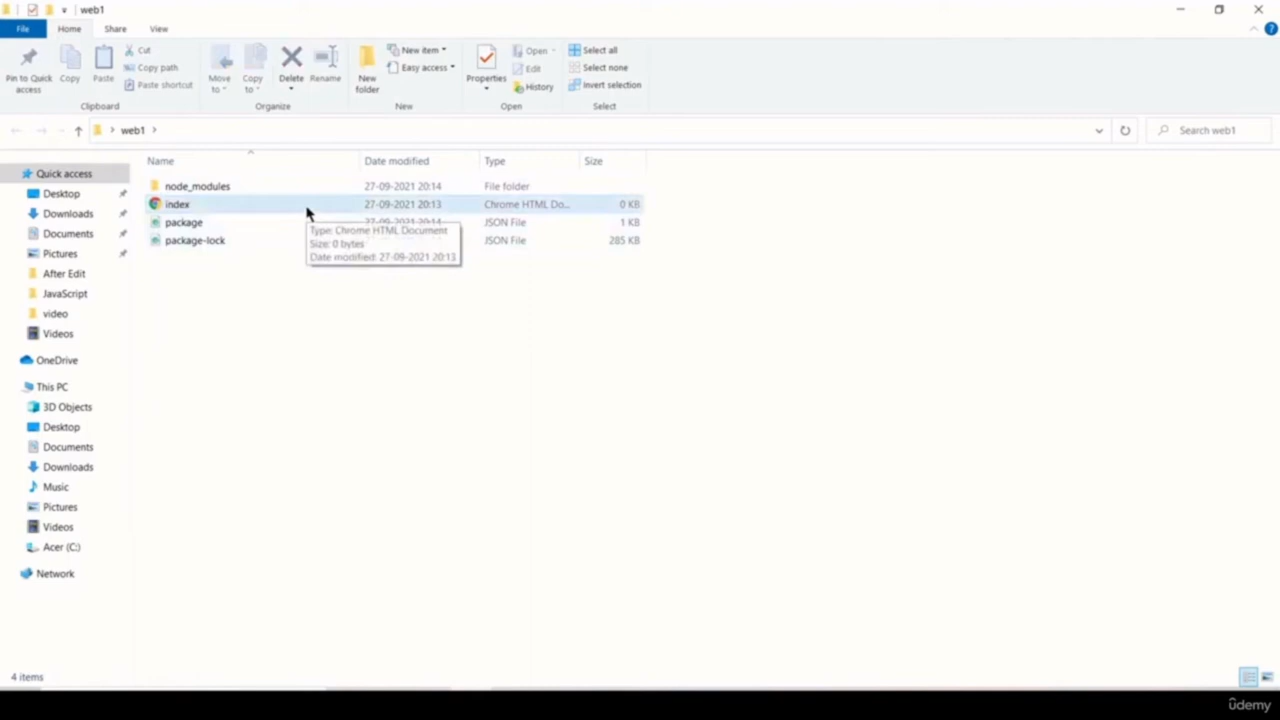 web1
File Home Share View
Pin to Quick access
Copy
Paste
Cut
Copy path
Paste shortcut
Clipboard
Move to
Copy to
Delete
Rename
Organize
New folder
New item
Easy access
New
Properties
Open
Edit
History
Open
Select all
Select none
Invert selection
Select
web1
Search web1
Name Date modified Type Size
node_modules 27-09-2021 20:14 File folder
index 27-09-2021 20:13 Chrome HTML Do... 0 KB
package 27-09-2021 20:14 JSON File 1 KB
package-lock JSON File 285 KB
Type: Chrome HTML Document
Size: 0 bytes
Date modified: 27-09-2021 20:13
Quick access
Desktop
Downloads
Documents
Pictures
After Edit
JavaScript
video
Videos
OneDrive
This PC
3D Objects
Desktop
Documents
Downloads
Music
Pictures
Videos
Acer (C:)
Network
4 items
ûdemy